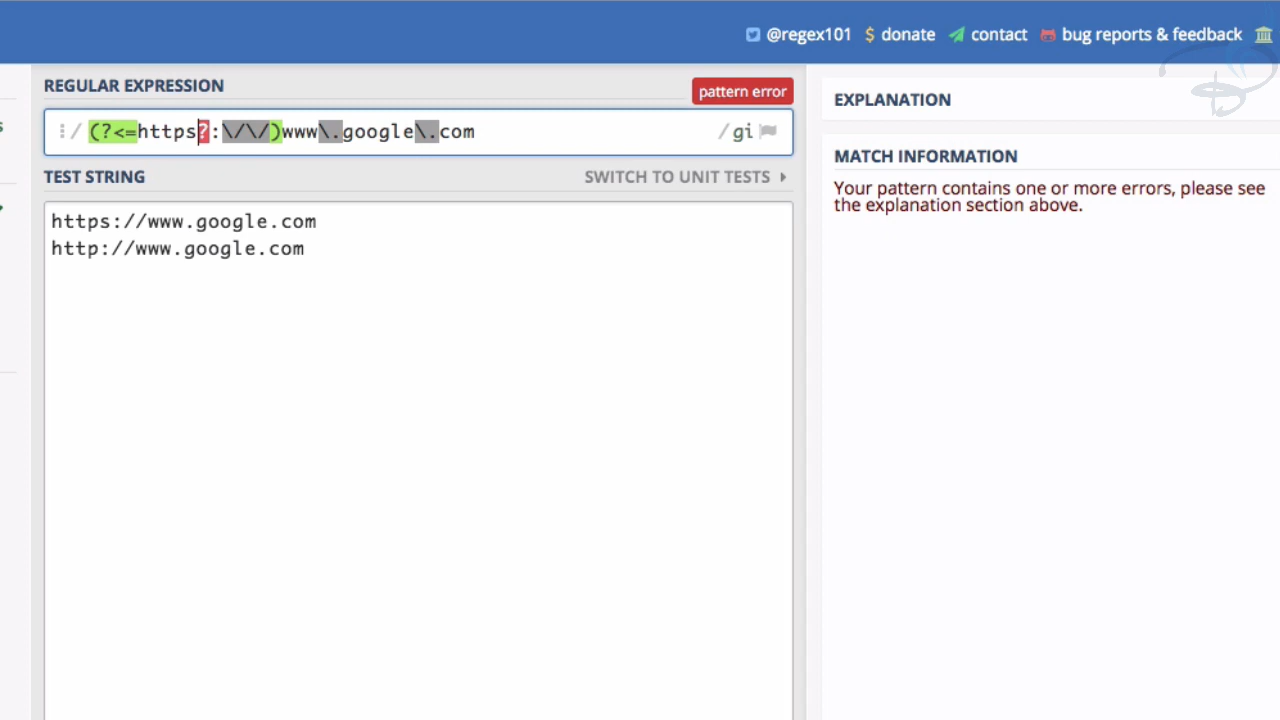 @regex101 $ donate contact bug reports & feedback
REGULAR EXPRESSION
pattern error
/ (?<=https?:\/\/)www\.google\.com / gi
TEST STRING
SWITCH TO UNIT TESTS
https://www.google.com
http://www.google.com
EXPLANATION
MATCH INFORMATION
Your pattern contains one or more errors, please see
the explanation section above.